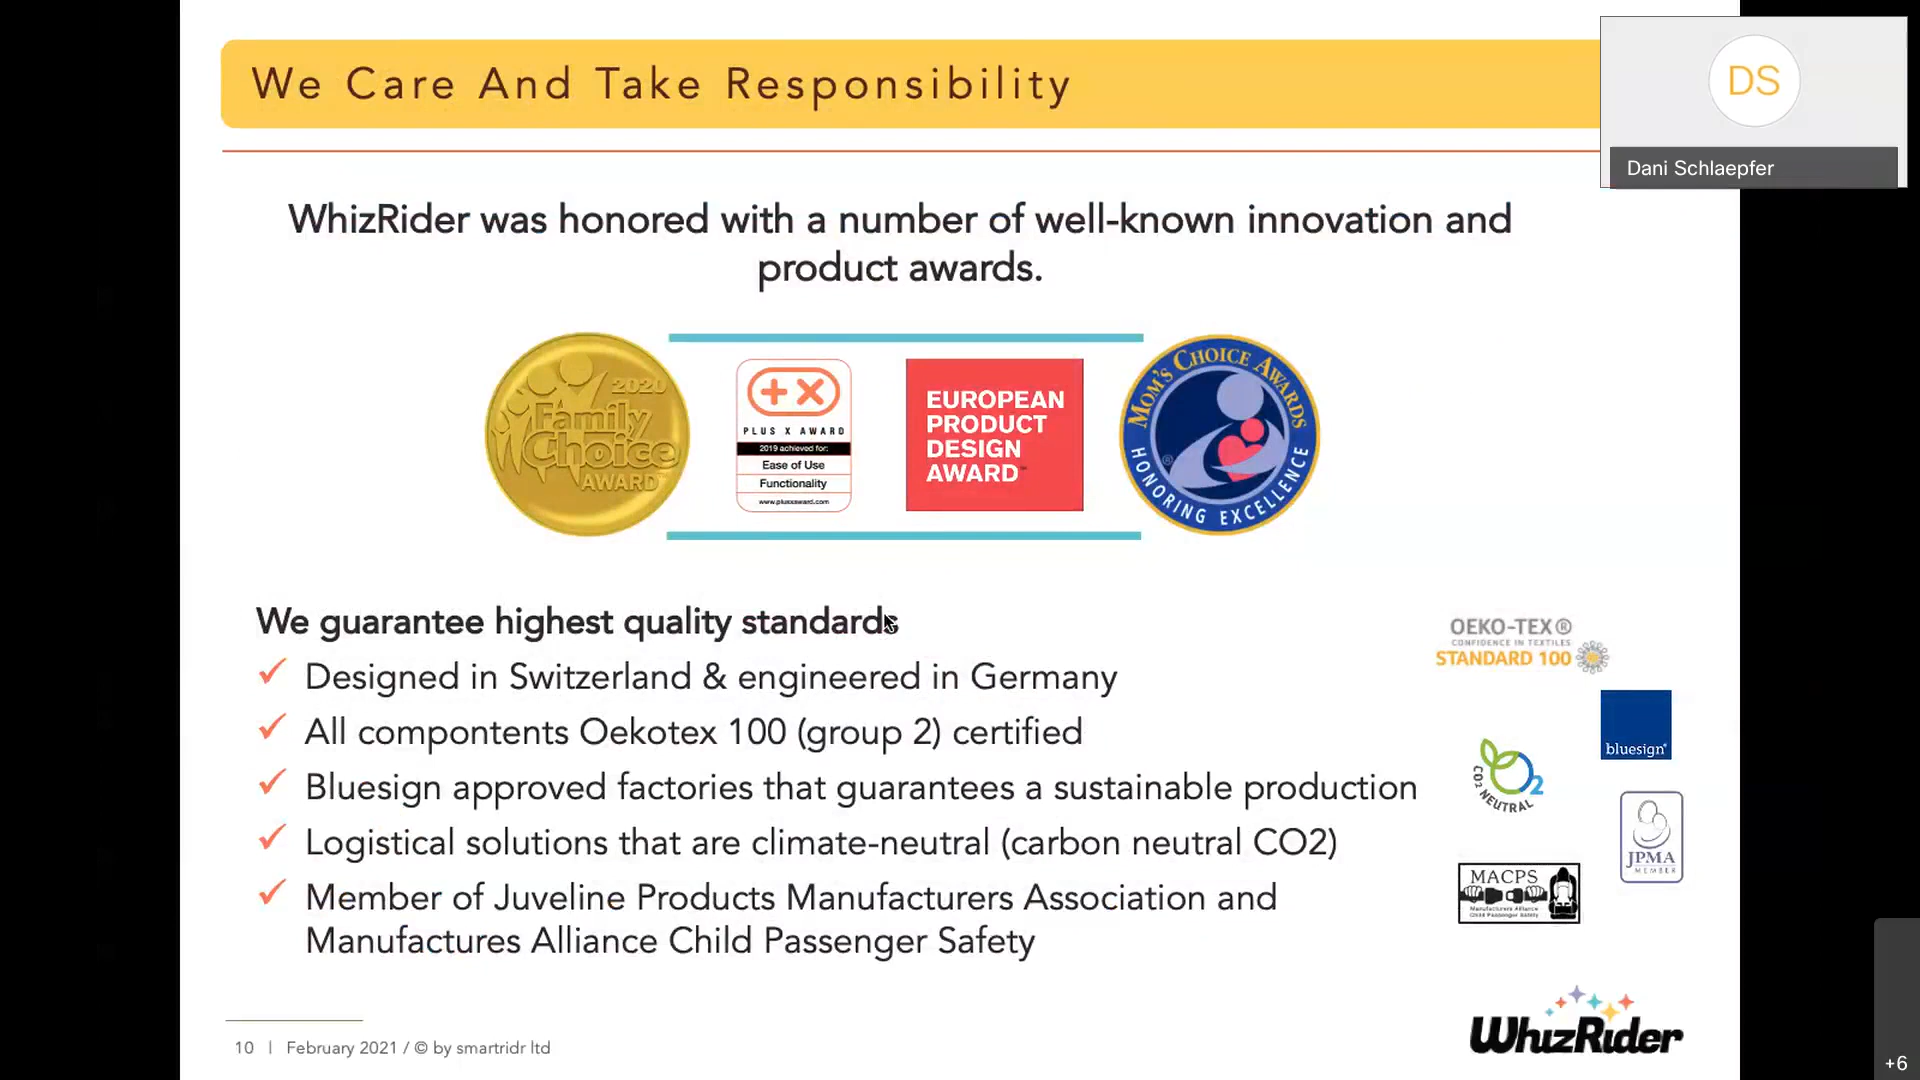 We Care And Take Responsibility
DS
Dani Schlaepfer
WhizRider was honored with a number of well-known innovation and
product awards.
2020
Family
Choice
AWARD
PLUS X AWARD
2019 achieved for:
Ease of Use
Functionality
www.plusxaward.com
EUROPEAN
PRODUCT
DESIGN
AWARD™
MOM'S CHOICE AWARDS
HONORING EXCELLENCE
®
We guarantee highest quality standards
Designed in Switzerland & engineered in Germany
All compontents Oekotex 100 (group 2) certified
Bluesign approved factories that guarantees a sustainable production
Logistical solutions that are climate-neutral (carbon neutral CO2)
Member of Juveline Products Manufacturers Association and
Manufactures Alliance Child Passenger Safety
OEKO-TEX®
CONFIDENCE IN TEXTILES
STANDARD 100
bluesign®
CO2 NEUTRAL
2
JPMA
MEMBER
MACPS
Manufacturers Alliance
Child Passenger Safety
10 | February 2021 / © by smartridr ltd
WhizRider
+6